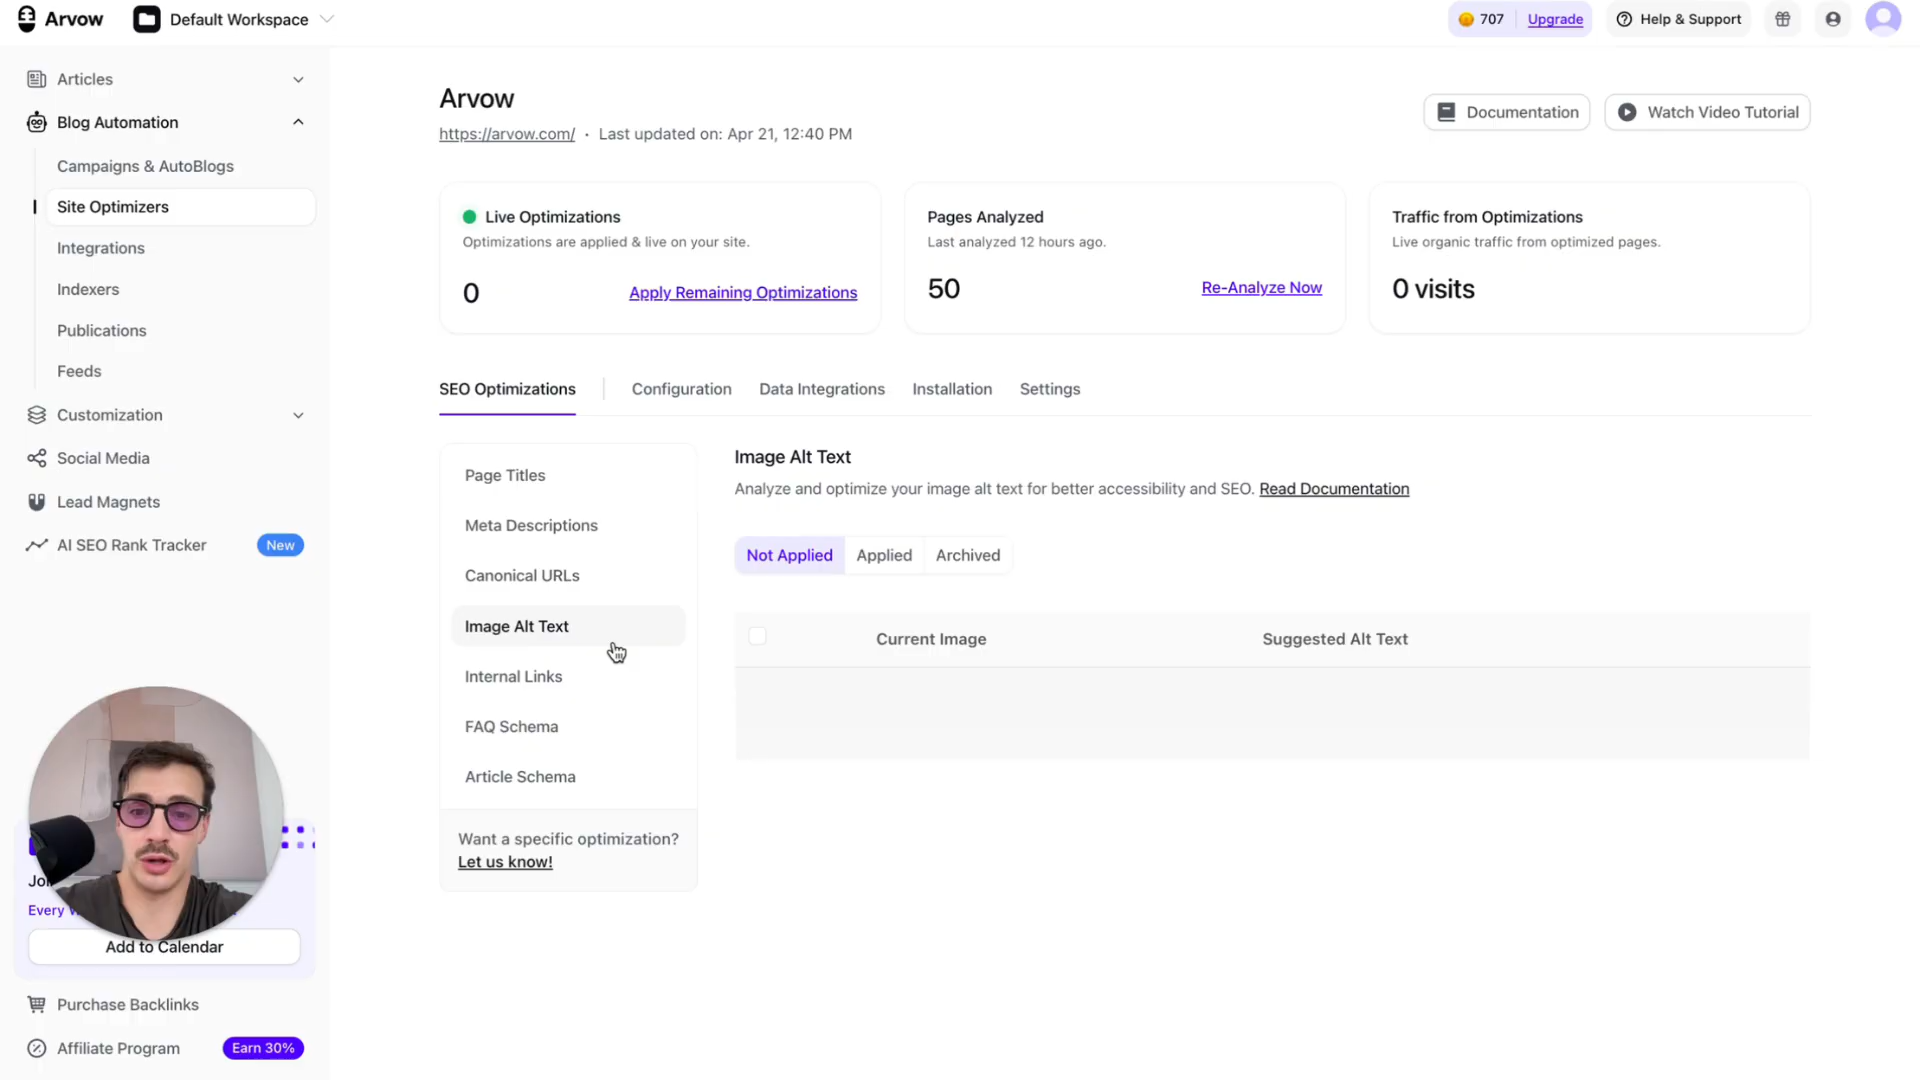 Arvow
Default Workspace
707
Upgrade
Help & Support
Articles
Blog Automation
Campaigns & AutoBlogs
Site Optimizers
Integrations
Indexers
Publications
Feeds
Customization
Social Media
Lead Magnets
AI SEO Rank Tracker
New
Every
Add to Calendar
Purchase Backlinks
Affiliate Program
Earn 30%
Arvow
https://arvow.com/ · Last updated on: Apr 21, 12:40 PM
Documentation
Watch Video Tutorial
Live Optimizations
Optimizations are applied & live on your site.
0
Apply Remaining Optimizations
Pages Analyzed
Last analyzed 12 hours ago.
50
Re-Analyze Now
Traffic from Optimizations
Live organic traffic from optimized pages.
0 visits
SEO Optimizations
Configuration
Data Integrations
Installation
Settings
Page Titles
Meta Descriptions
Canonical URLs
Image Alt Text
Internal Links
FAQ Schema
Article Schema
Want a specific optimization?
Let us know!
Image Alt Text
Analyze and optimize your image alt text for better accessibility and SEO. Read Documentation
Not Applied
Applied
Archived
Current Image
Suggested Alt Text